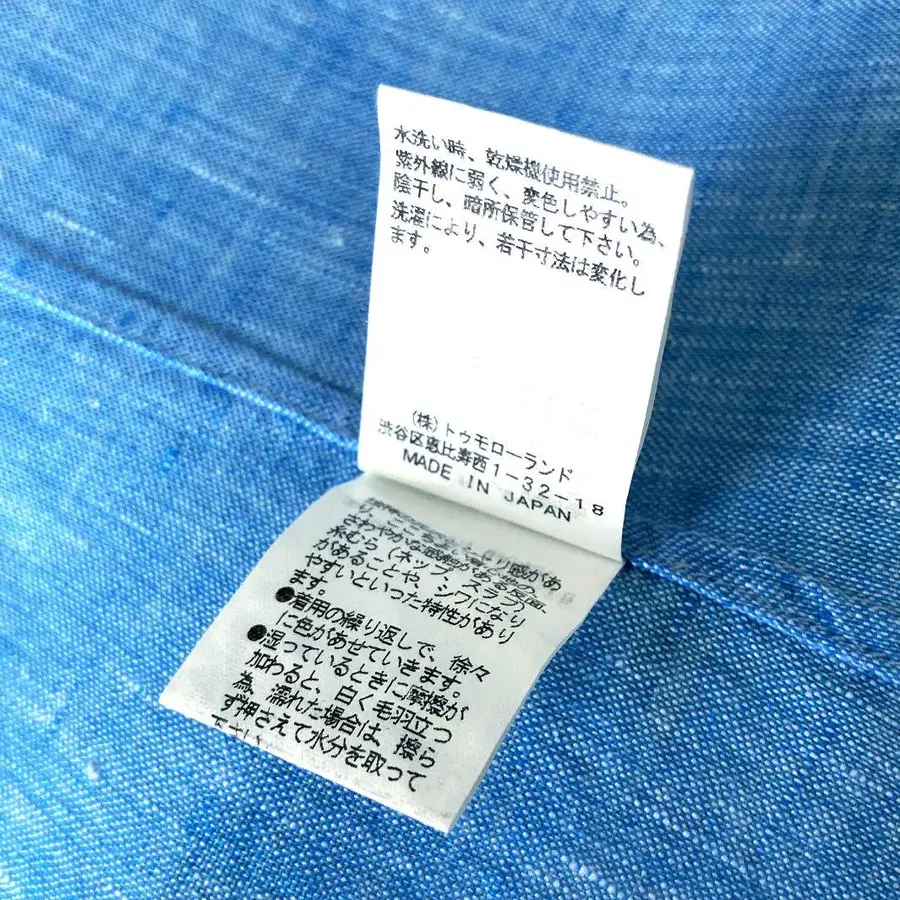 水洗い時、乾燥機使用禁止。
紫外線に弱く、変色しやすい為、
陰干し、暗所保管して下さい。
洗濯により、若干寸法は変化し
ます。
(株)トゥモローランド
渋谷区恵比寿西1-32-18
MADE IN JAPAN
り感があ
さわやかな感触がある
糸むら(ネップ、スラブ)
があることや、シワになり
やすいといった特性があり
ます。
●着用の繰り返しで、徐々
に色があせていきます。
●湿っているときに摩擦が
加わると、白く毛羽立つ
為、濡れた場合は、擦ら
ず押さえて水分を取って
下さい